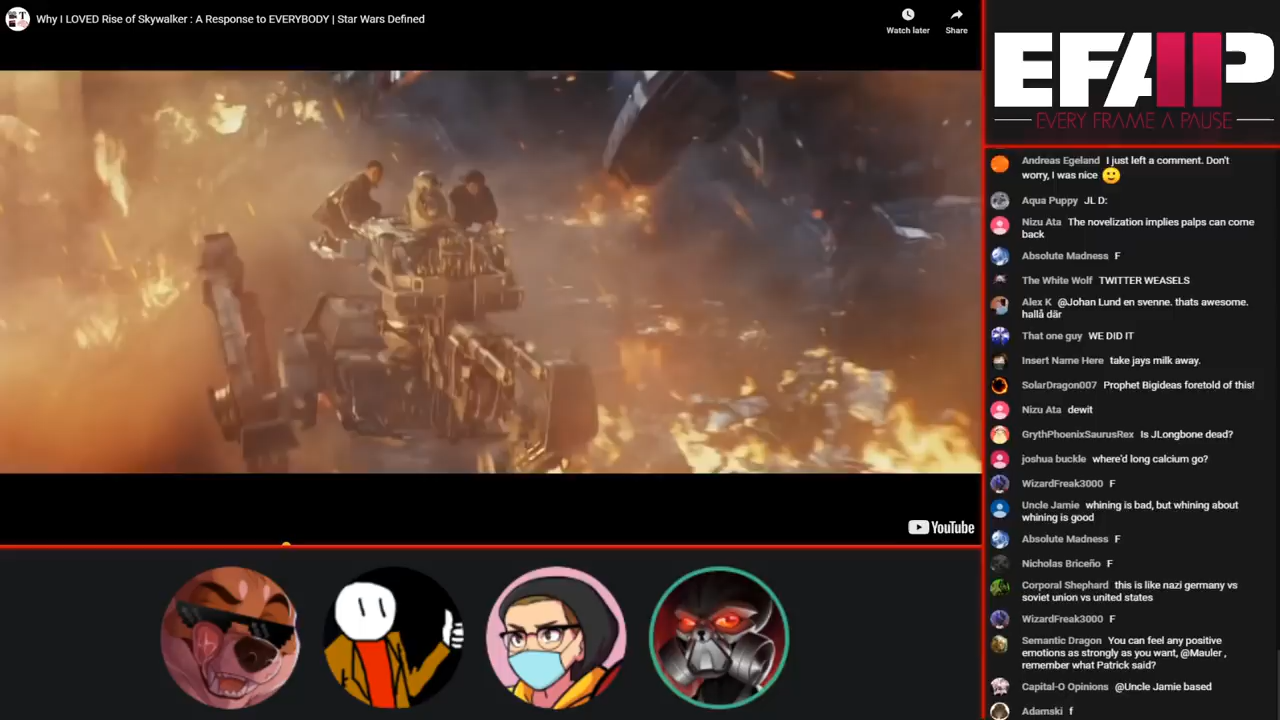 Why I LOVED Rise of Skywalker : A Response to EVERYBODY | Star Wars Defined
Watch later
Share
YouTube
EFAP
EVERY FRAME A PAUSE
Andreas Egeland I just left a comment. Don't
worry, I was nice
Aqua Puppy JL D:
Nizu Ata The novelization implies palps can come
back
Absolute Madness F
The White Wolf TWITTER WEASELS
Alex K @Johan Lund en svenne. thats awesome.
hallå där
That one guy WE DID IT
Insert Name Here take jays milk away.
SolarDragon007 Prophet Bigideas foretold of this!
Nizu Ata dewit
GrythPhoenixSaurusRex Is JLongbone dead?
joshua buckle where'd long calcium go?
WizardFreak3000 F
Uncle Jamie whining is bad, but whining about
whining is good
Absolute Madness F
Nicholas Briceño F
Corporal Shephard this is like nazi germany vs
soviet union vs united states
WizardFreak3000 F
Semantic Dragon You can feel any positive
emotions as strongly as you want, @Mauler ,
remember what Patrick said?
Capital-O Opinions @Uncle Jamie based
Adamski f